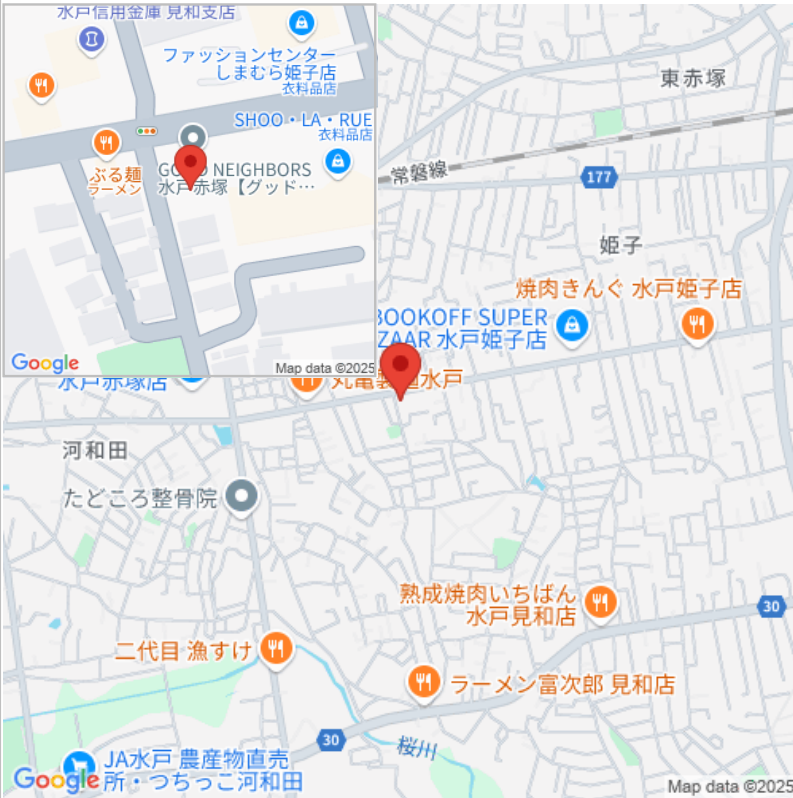 水戸信用金庫 見和支店
ファッションセンター
しまむら姫子店
衣料品店
SHOO・LA・RUE
衣料品店
ぶる麺
ラーメン
NEIGHBORS
水戸赤塚【グッド…
Google
Map data ©2025
東赤塚
常磐線
177
姫子
焼肉きんぐ 水戸姫子店
BOOKOFF SUPER
ZAAR 水戸姫子店
水戸赤塚店
丸亀製麺水戸
河和田
たどころ整骨院
熟成焼肉いちばん
水戸見和店
30
二代目 漁すけ
ラーメン富次郎 見和店
30
桜川
JA水戸 農産物直売
所・つちっこ河和田
Google
Map data ©2025